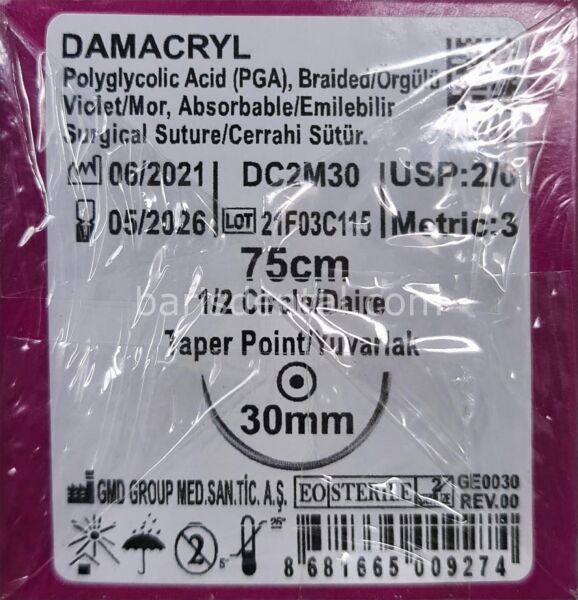 DAMACRYL
Polyglycolic Acid (PGA), Braided/Örgülü
Violet/Mor, Absorbable/Emilebilir
Surgical Suture/Cerrahi Sütür.
06/2021 DC2M30 USP:2/0
05/2026 LOT 21F03C115 Metric:3
75cm
1/2 Circle/Daire
Taper Point/Yuvarlak
30mm
GMD GROUP MED.SAN.TİC.A.Ş. EO STERILE GE0030
REV.00
2 25°
8 681665 009274